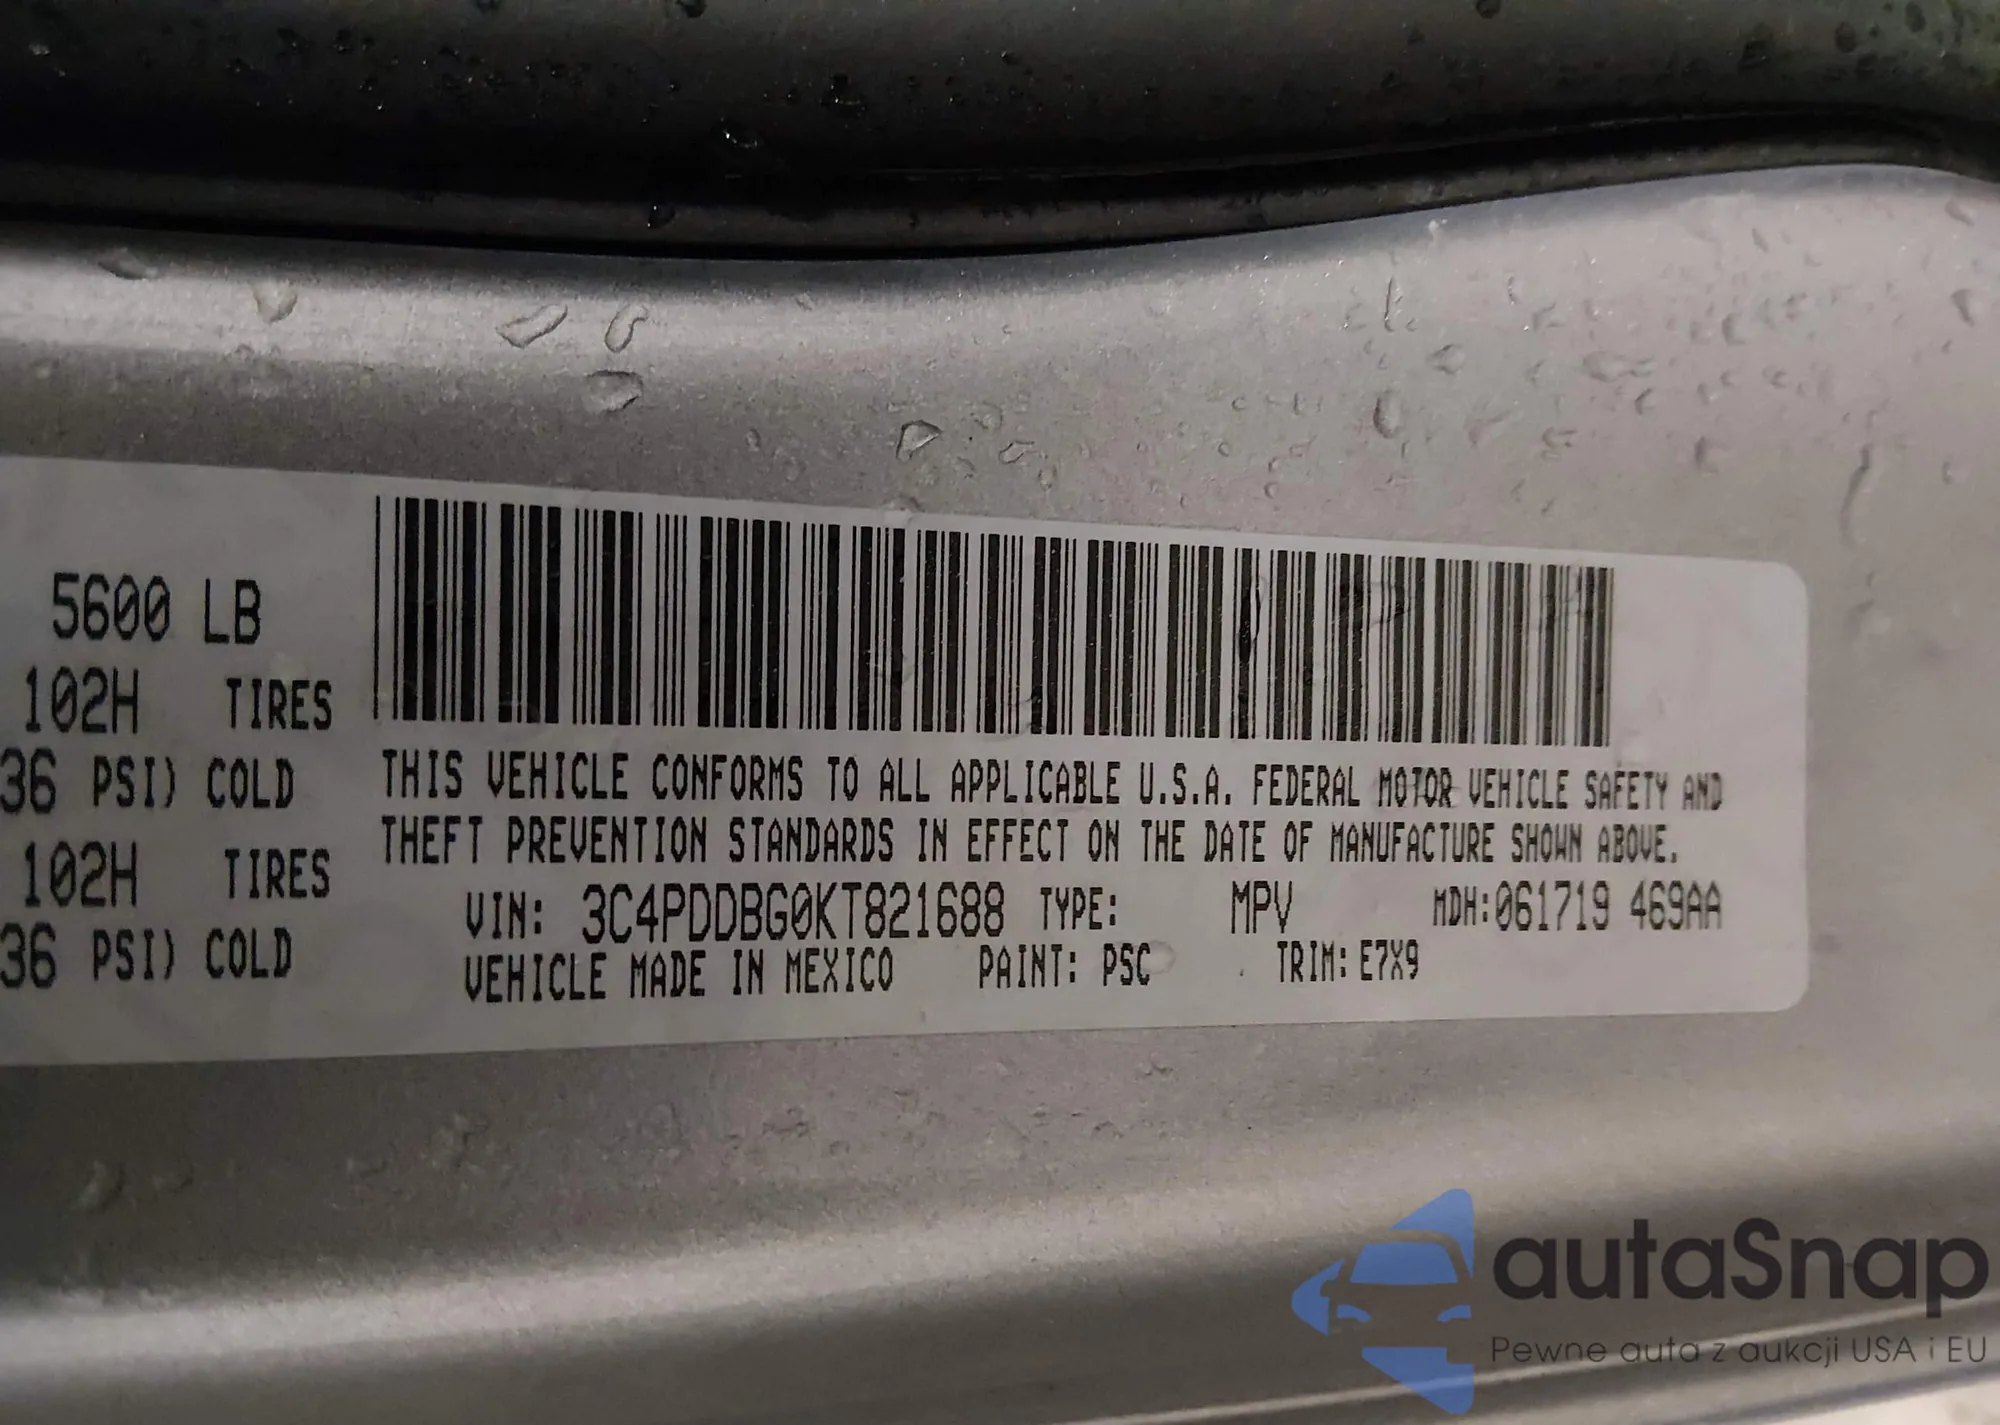 5600 LB
102H TIRES
36 PSI) COLD
102H TIRES
36 PSI) COLD
THIS VEHICLE CONFORMS TO ALL APPLICABLE U.S.A. FEDERAL MOTOR VEHICLE SAFETY AND
THEFT PREVENTION STANDARDS IN EFFECT ON THE DATE OF MANUFACTURE SHOWN ABOVE.
VIN: 3C4PDDBG0KT821688 TYPE: MPV MDH:061719 469AA
VEHICLE MADE IN MEXICO PAINT: PSC TRIM: E7X9
autaSnap
Pewne auta z aukcji USA i EU